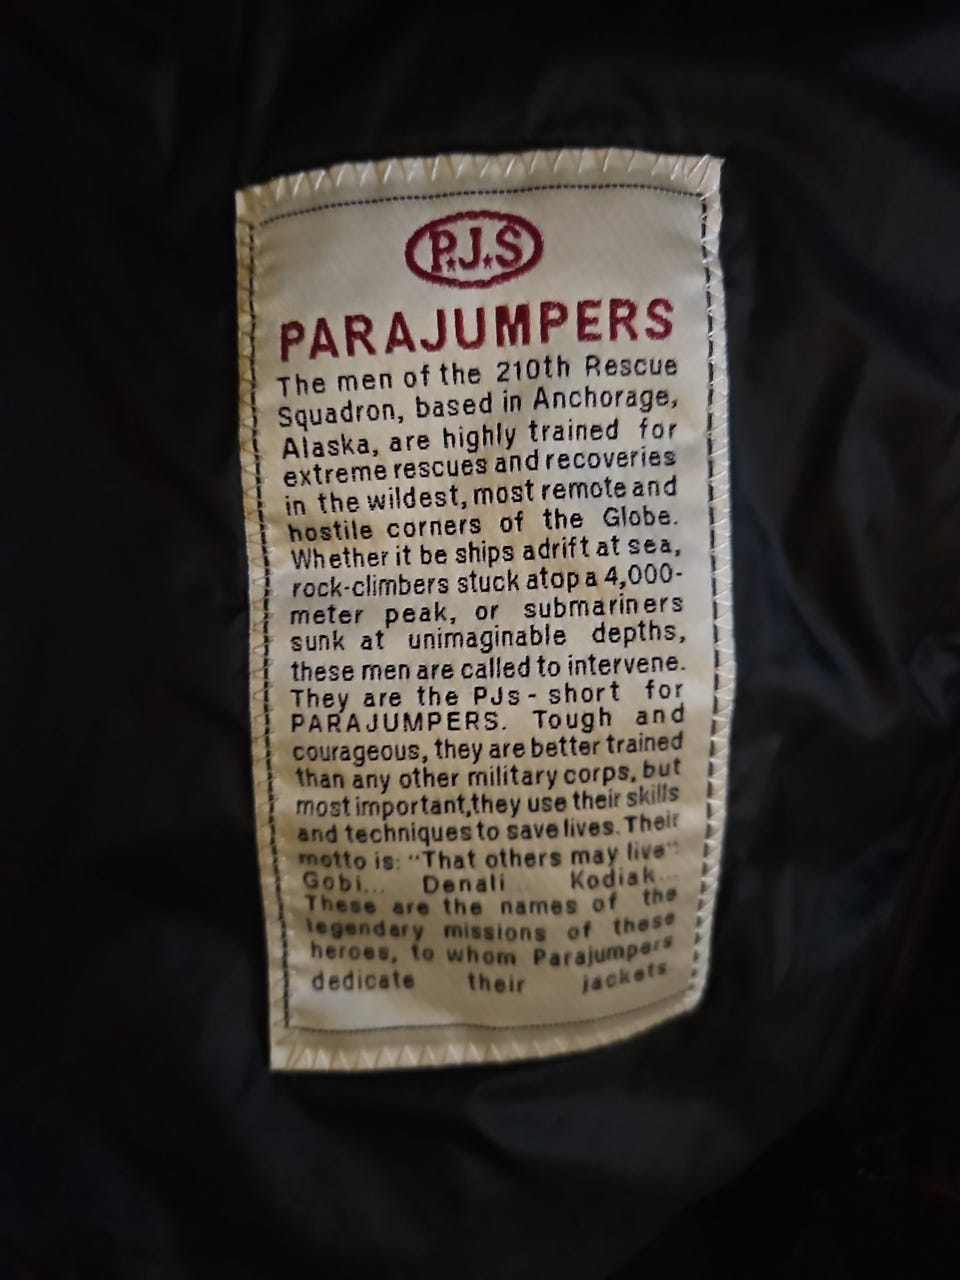 P.J.S
PARAJUMPERS
The men of the 210th Rescue
Squadron, based in Anchorage,
Alaska, are highly trained for
extreme rescues and recoveries
in the wildest, most remote and
hostile corners of the Globe.
Whether it be ships adrift at sea,
rock-climbers stuck atop a 4,000-
meter peak, or submariners
sunk at unimaginable depths,
these men are called to intervene.
They are the PJs - short for
PARAJUMPERS. Tough and
courageous, they are better trained
than any other military corps, but
most important,they use their skills
and techniques to save lives. Their
motto is: "That others may live"
Gobi... Denali... Kodiak...
These are the names of the
legendary missions of these
heroes, to whom Parajumpers
dedicate their jackets